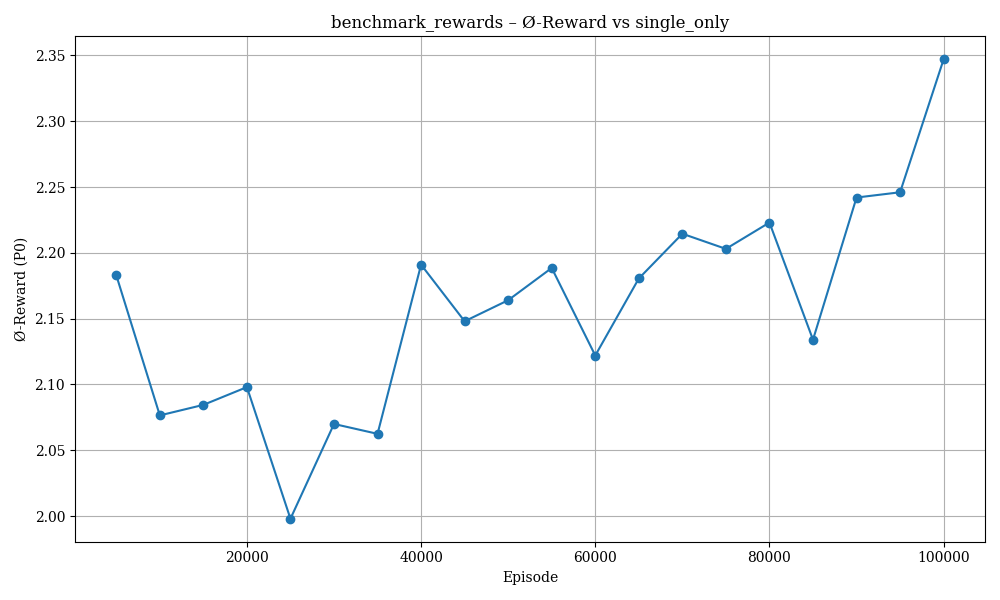 benchmark_rewards – Ø-Reward vs single_only
Ø-Reward (P0)
2.35
2.30
2.25
2.20
2.15
2.10
2.05
2.00
20000 40000 60000 80000 100000
Episode